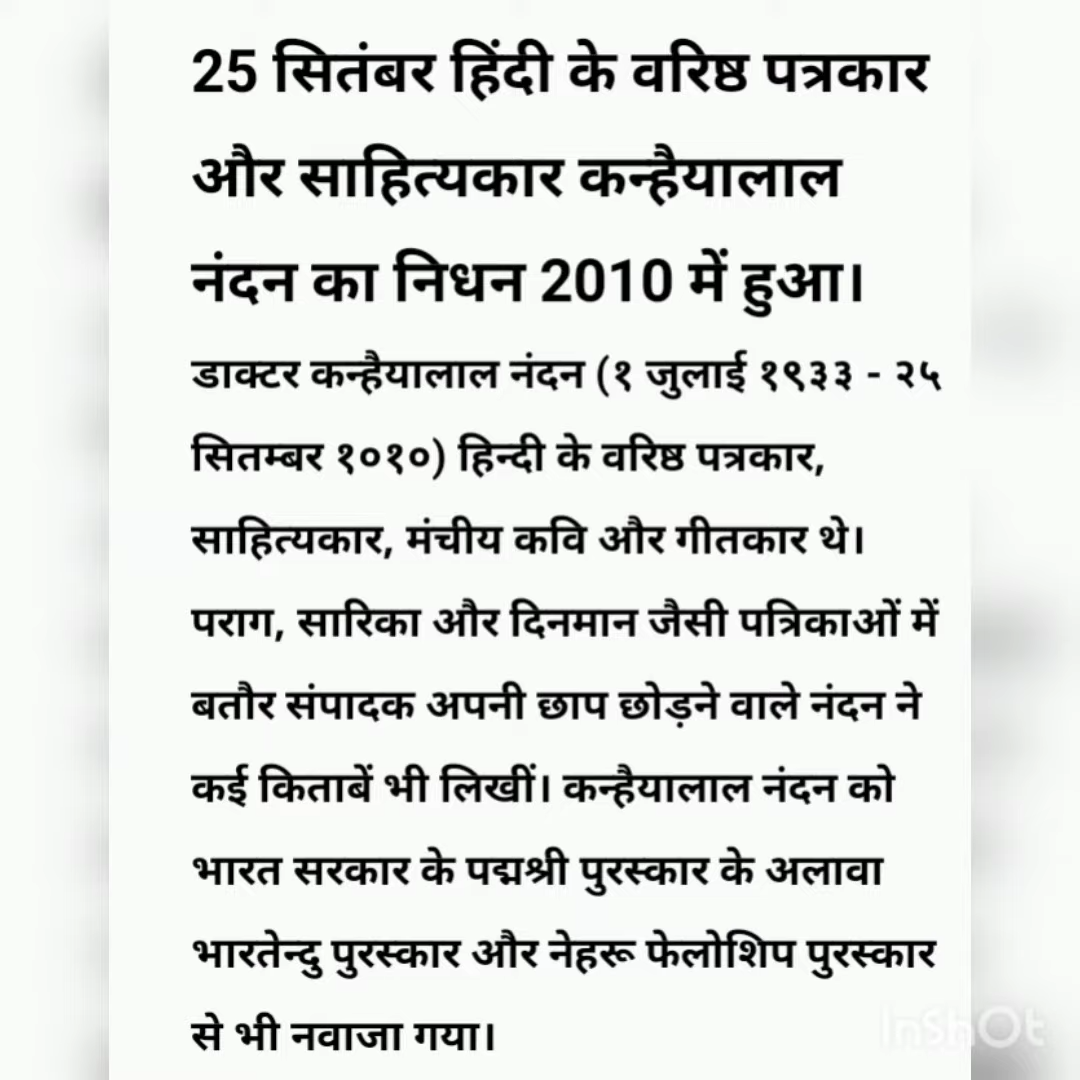 25 सितंबर हिंदी के वरिष्ठ पत्रकार
और साहित्यकार कन्हैयालाल
नंदन का निधन 2010 में हुआ।
डाक्टर कन्हैयालाल नंदन (१ जुलाई १९३३ - २५
सितम्बर १०१०) हिन्दी के वरिष्ठ पत्रकार,
साहित्यकार, मंचीय कवि और गीतकार थे।
पराग, सारिका और दिनमान जैसी पत्रिकाओं में
बतौर संपादक अपनी छाप छोड़ने वाले नंदन ने
कई किताबें भी लिखीं। कन्हैयालाल नंदन को
भारत सरकार के पद्मश्री पुरस्कार के अलावा
भारतेन्दु पुरस्कार और नेहरू फेलोशिप पुरस्कार
से भी नवाजा गया।
InShOt